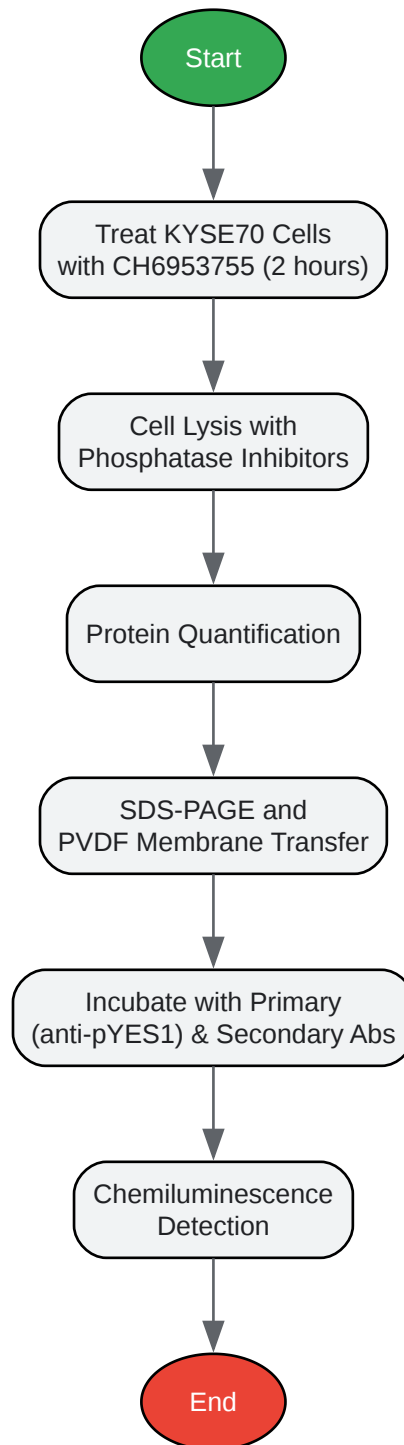 Start
Treat KYSE70 Cells
with CH6953755 (2 hours)
Cell Lysis with
Phosphatase Inhibitors
Protein Quantification
SDS-PAGE and
PVDF Membrane Transfer
Incubate with Primary
(anti-pYES1) & Secondary Abs
Chemiluminescence
Detection
End